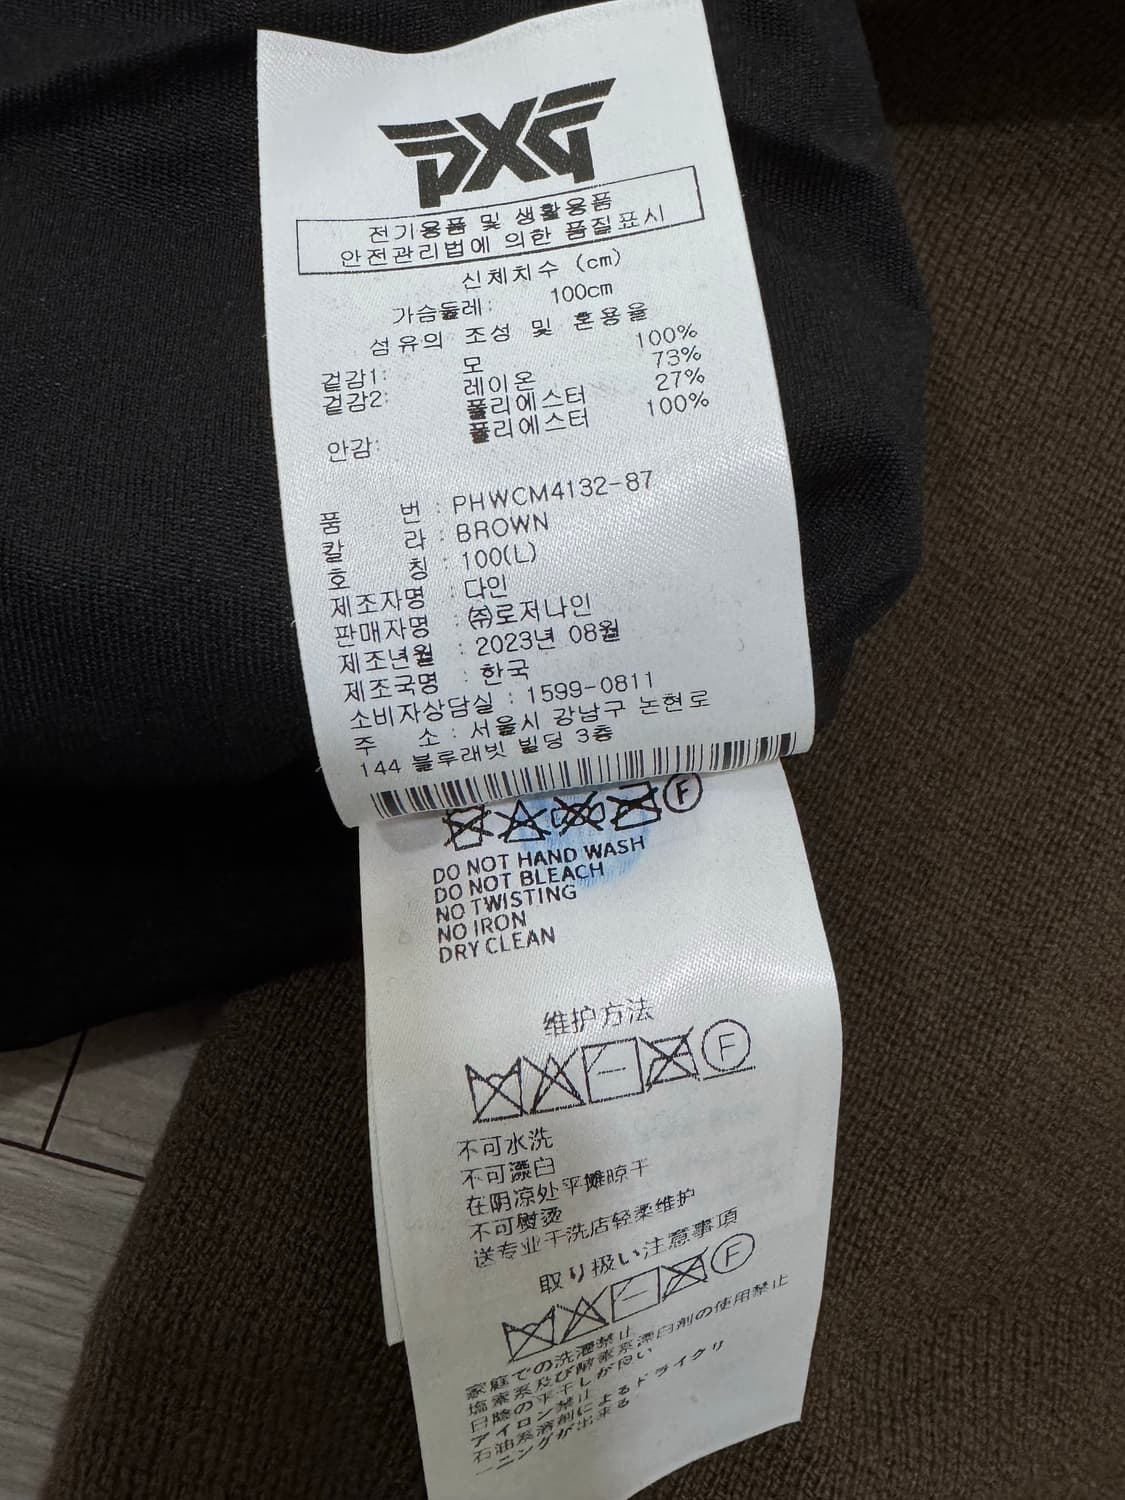 PXG
전기용품 및 생활용품
안전관리법에 의한 품질표시
신체치수 (cm)
가슴둘레: 100cm
섬유의 조성 및 혼용율
겉감1: 모 100%
겉감2: 레이온 73%
폴리에스터 27%
안감: 폴리에스터 100%
품 번 : PHWCM4132-87
칼 라 : BROWN
호 칭 : 100(L)
제조자명 : 다인
판매자명 : ㈜로저나인
제조년월 : 2023년 08월
제조국명 : 한국
소비자상담실 : 1599-0811
주 소 : 서울시 강남구 논현로
144 블루래빗 빌딩 3층
F
DO NOT HAND WASH
DO NOT BLEACH
NO TWISTING
NO IRON
DRY CLEAN
维护方法
F
不可水洗
不可漂白
在阴凉处平摊晾干
不可熨烫
送专业干洗店轻柔维护
取り扱い注意事項
F
家庭での洗濯禁止
塩素系及び酸素系漂白剤の使用禁止
日陰の平干しが良い
アイロン禁止
石油系溶剤によるドライクリ
ーニングが出来る